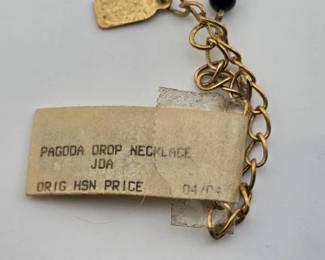 PAGODA DROP NECKLACE
JDA
ORIG HSN PRICE 04/04